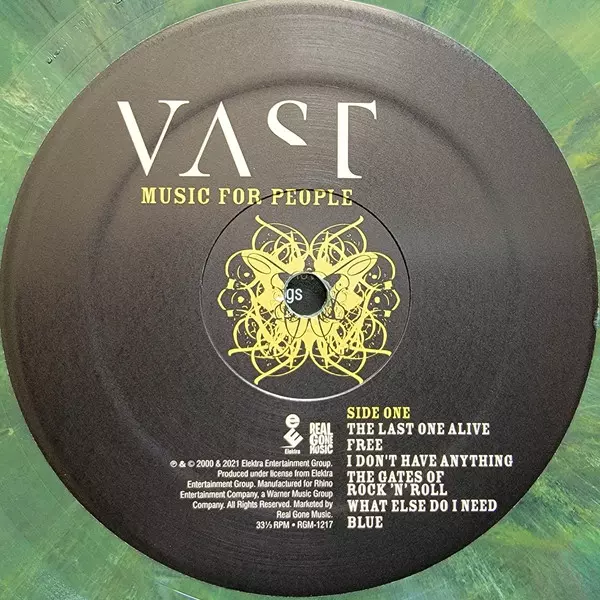 VAST
MUSIC FOR PEOPLE
gs
SIDE ONE
THE LAST ONE ALIVE
FREE
I DON'T HAVE ANYTHING
THE GATES OF
ROCK 'N' ROLL
WHAT ELSE DO I NEED
BLUE
Elektra
REAL
GONE
MUSIC
℗ & © 2000 & 2021 Elektra Entertainment Group.
Produced under license from Elektra
Entertainment Group. Manufactured for Rhino
Entertainment Company, a Warner Music Group
Company. All Rights Reserved. Marketed by
Real Gone Music.
33⅓ RPM • RGM-1217